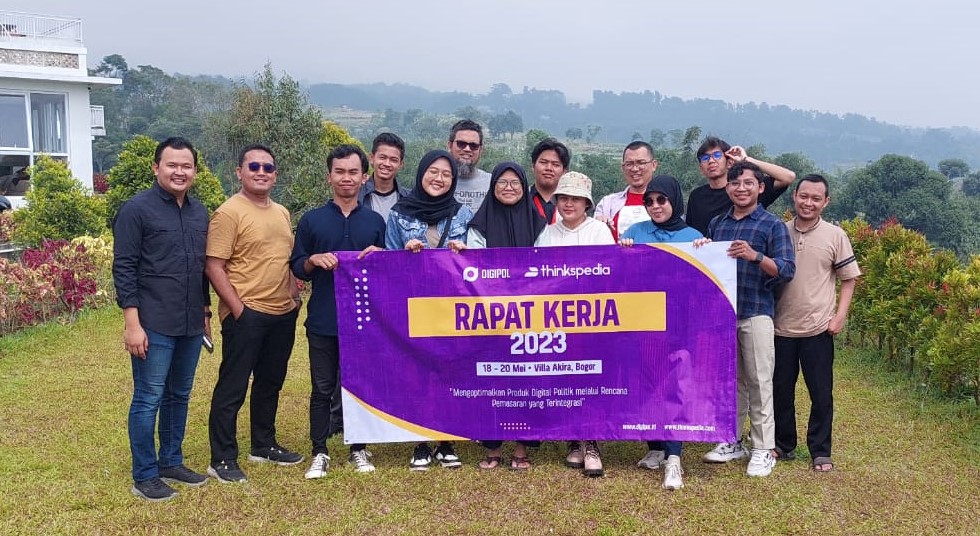 DIGIPOL thinkspedia
RAPAT KERJA
2023
18 - 20 Mei • Villa Akira, Bogor
"Mengoptimalkan Produk Digital Politik melalui Rencana
Pemasaran yang Terintegrasi"
www.digipol.id www.thinkspedia.com